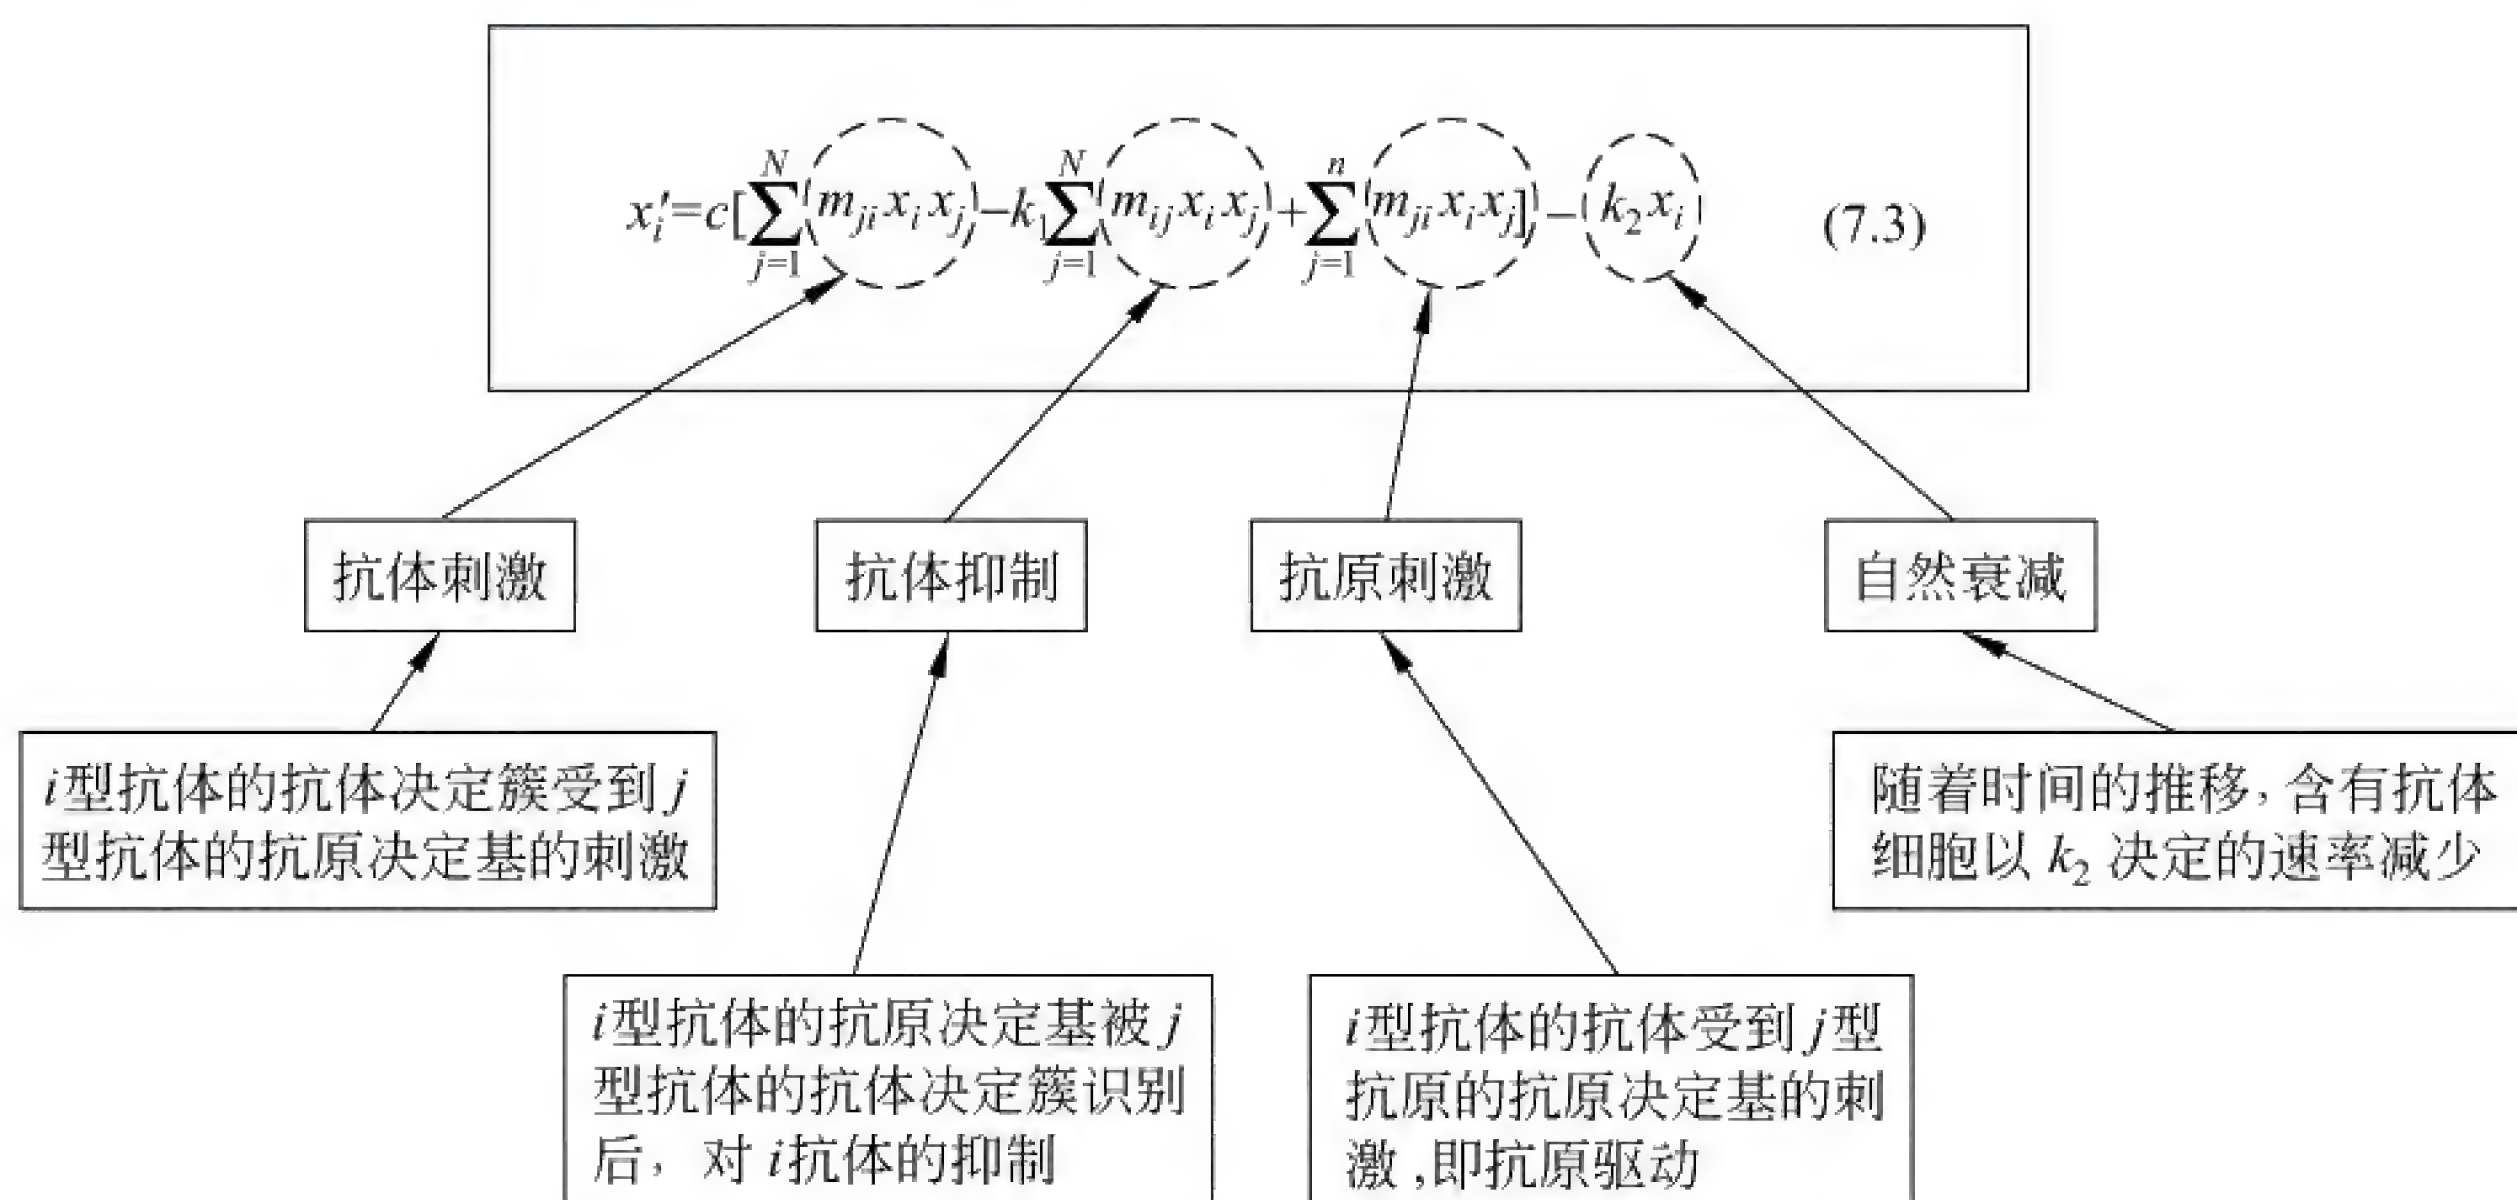 x_i'=c[∑_{j=1}^{N} m_{ji}x_ix_j−k_1∑_{j=1}^{N} m_{ij}x_ix_j+∑_{j=1}^{n} m_{ji}x_ix_j]−k_2x_i (7.3)
抗体刺激
抗体抑制
抗原刺激
自然衰减
i型抗体的抗体决定簇受到j
型抗体的抗原决定基的刺激
随着时间的推移,含有抗体
细胞以 k_2 决定的速率减少
i型抗体的抗原决定基被j
型抗体的抗体决定簇识别
后，对i抗体的抑制
i型抗体的抗体受到j型
抗原的抗原决定基的刺
激,即抗原驱动